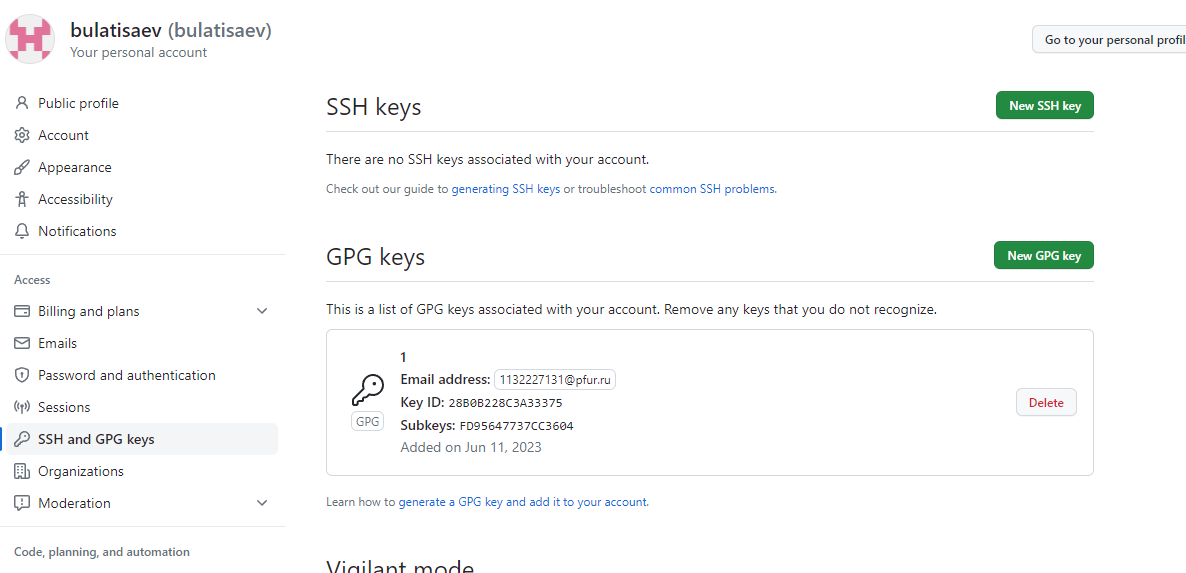 bulatisaev (bulatisaev)
Your personal account
Go to your personal profil
Public profile
Account
Appearance
Accessibility
Notifications
Access
Billing and plans
Emails
Password and authentication
Sessions
SSH and GPG keys
Organizations
Moderation
Code, planning, and automation
SSH keys
New SSH key
There are no SSH keys associated with your account.
Check out our guide to generating SSH keys or troubleshoot common SSH problems.
GPG keys
New GPG key
This is a list of GPG keys associated with your account. Remove any keys that you do not recognize.
1
Email address: 1132227131@pfur.ru
Key ID: 28B0B228C3A33375
GPG
Subkeys: FD95647737CC3604
Added on Jun 11, 2023
Delete
Learn how to generate a GPG key and add it to your account.
Vigilant mode